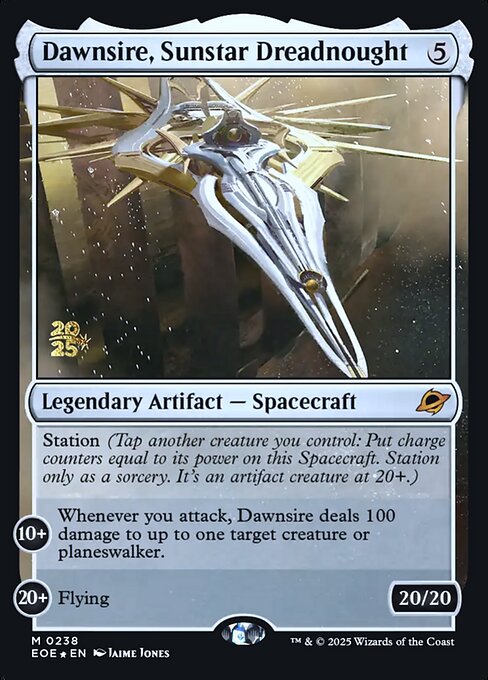 Dawnsire, Sunstar Dreadnought 5
20
25
Legendary Artifact — Spacecraft
Station (Tap another creature you control: Put charge
counters equal to its power on this Spacecraft. Station
only as a sorcery. It's an artifact creature at 20+.)
10+ Whenever you attack, Dawnsire deals 100
damage to up to one target creature or
planeswalker.
20+ Flying 20/20
M 0238
EOE ★ EN Jaime Jones ™ & © 2025 Wizards of the Coast